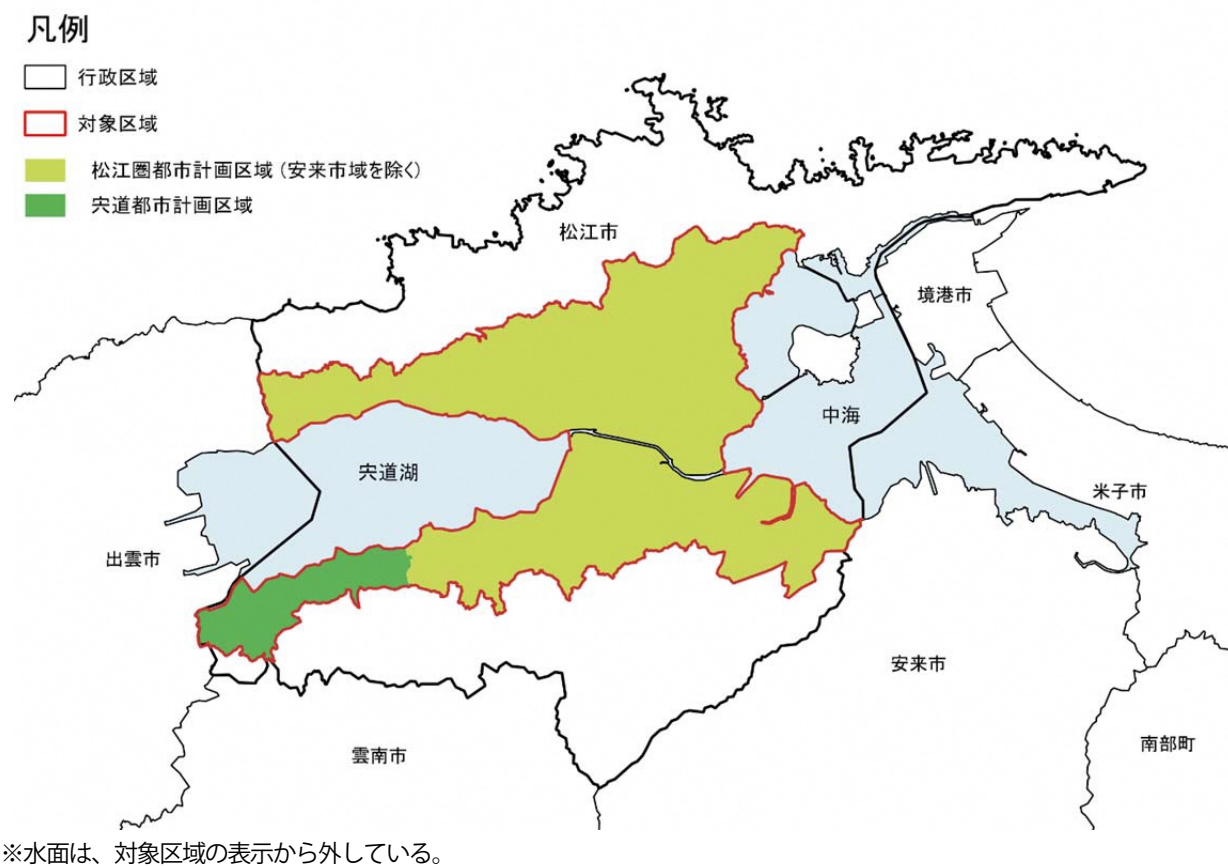 凡例
行政区域
対象区域
松江圏都市計画区域（安来市域を除く）
宍道都市計画区域
松江市
境港市
中海
宍道湖
米子市
出雲市
安来市
南部町
雲南市
※水面は、対象区域の表示から外している。